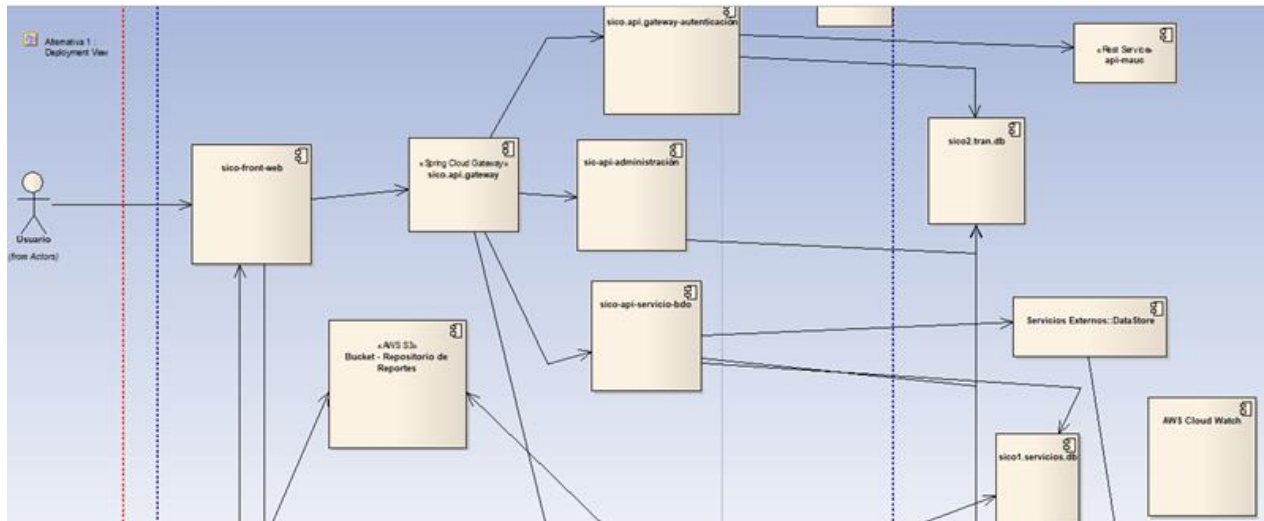 Alternativa 1 :
Deployment View
Usuario
(from Actors)
sico-front-web
«Spring Cloud Gateway»
sico.api.gateway
«AWS S3»
Bucket - Repositorio de
Reportes
sico.api.gateway-autenticación
sic-api-administración
sico-api-servicio-bdo
«Rest Service»
api-mauc
sico2.tran.db
Servicios Externos::DataStore
sico1.servicios.db
AWS Cloud Watch